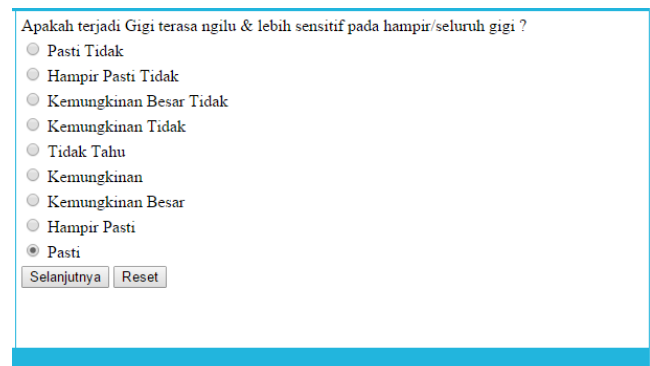 Apakah terjadi Gigi terasa ngilu & lebih sensitif pada hampir/seluruh gigi ?
Pasti Tidak
Hampir Pasti Tidak
Kemungkinan Besar Tidak
Kemungkinan Tidak
Tidak Tahu
Kemungkinan
Kemungkinan Besar
Hampir Pasti
Pasti
Selanjutnya Reset